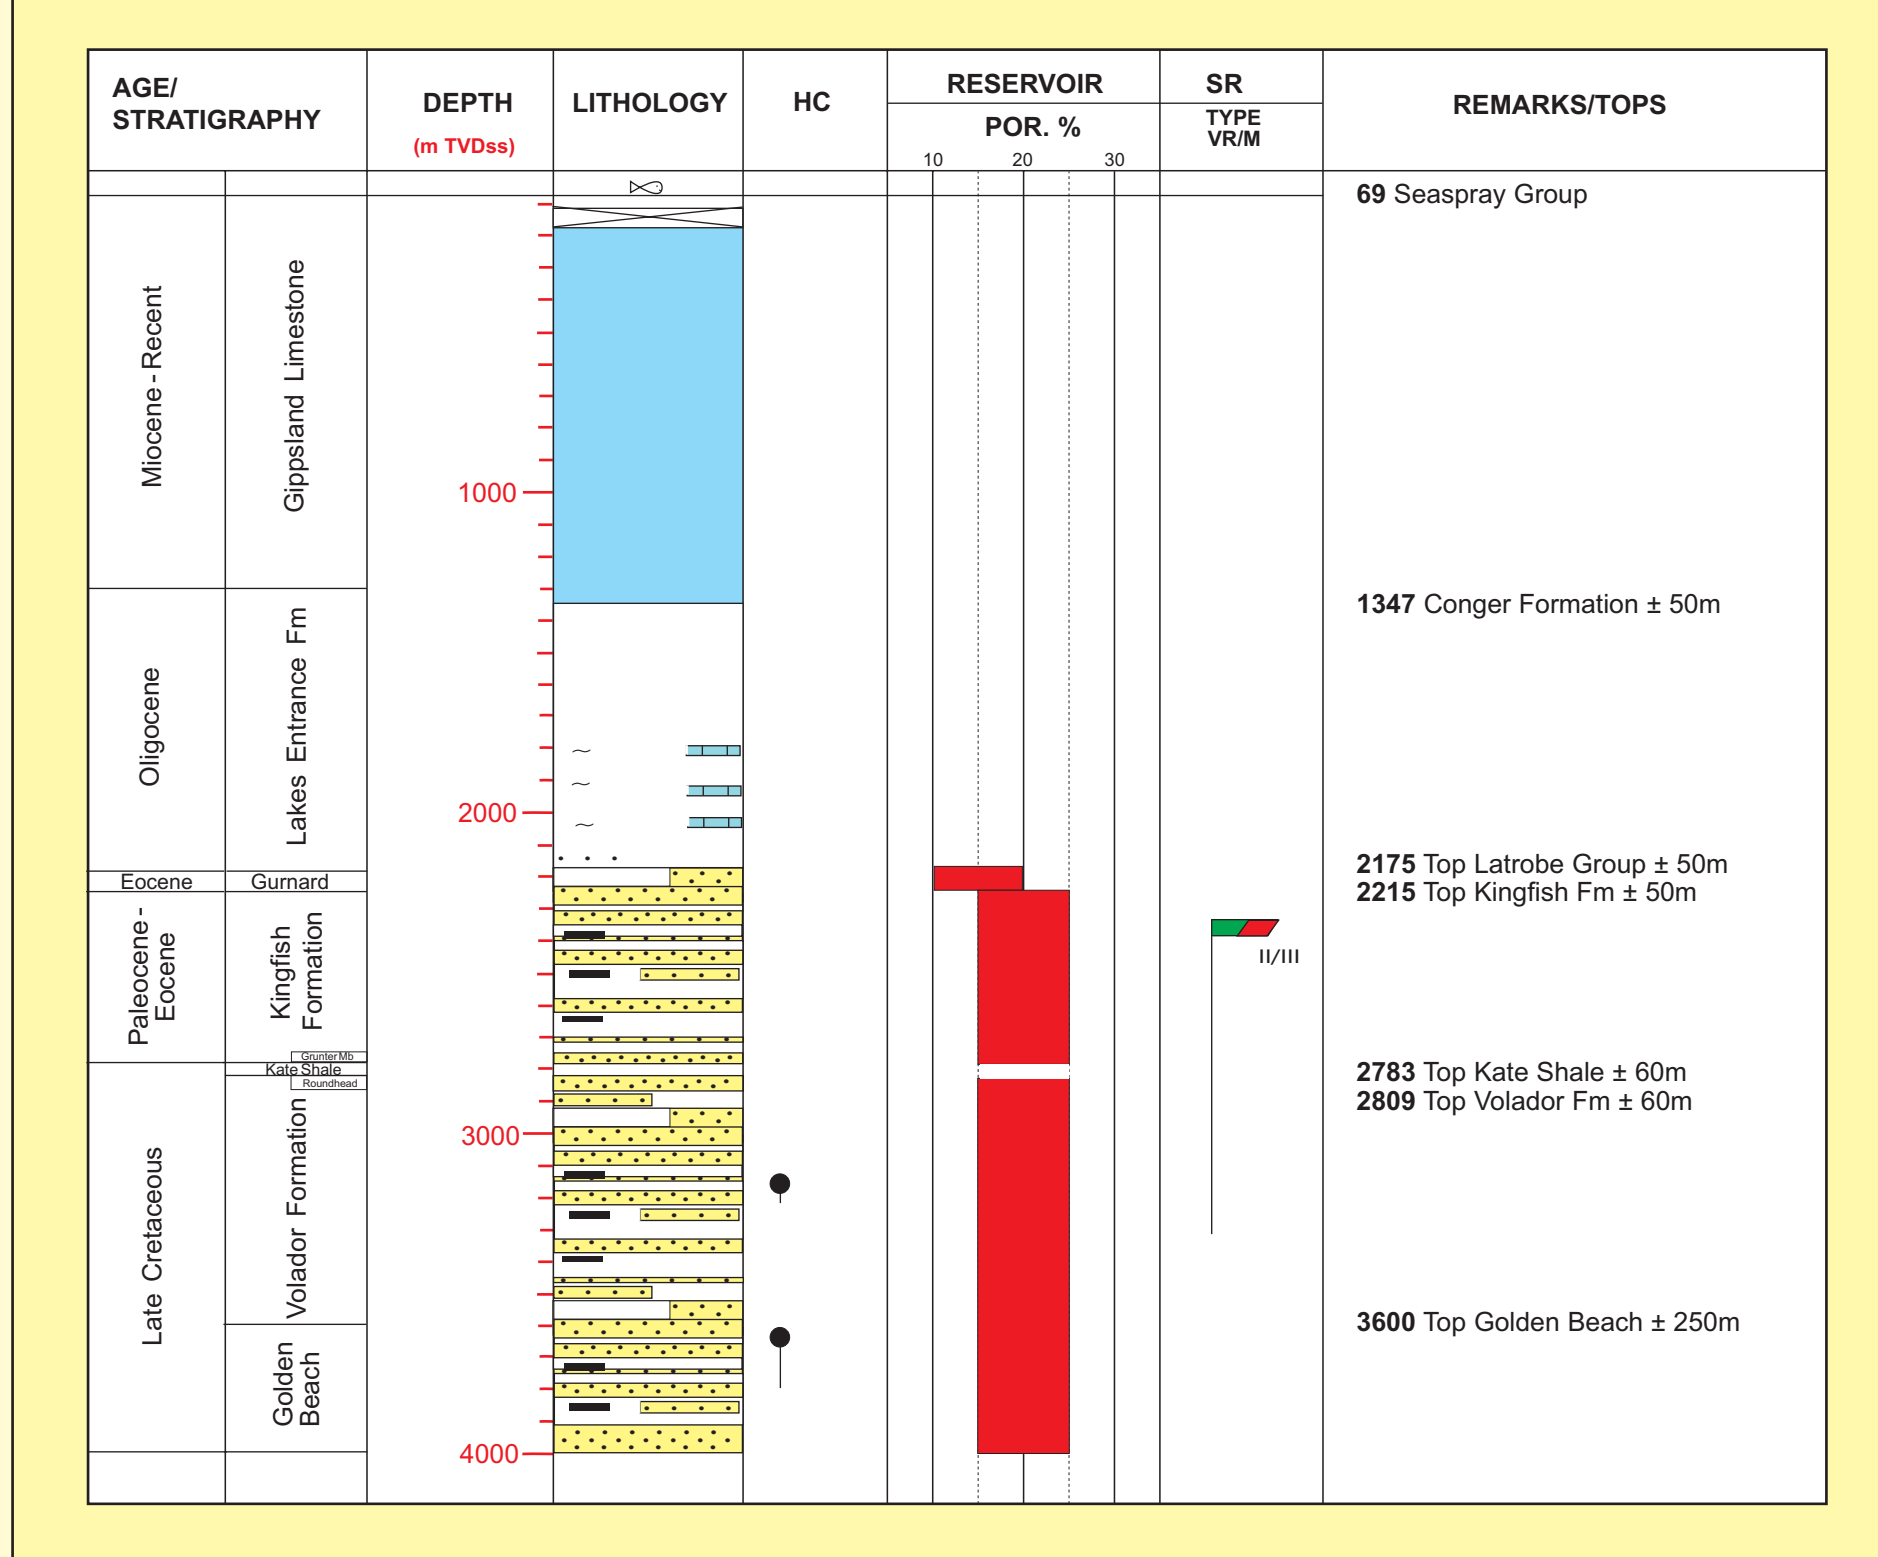 AGE/
STRATIGRAPHY
DEPTH
(m TVDss)
LITHOLOGY
HC
RESERVOIR
POR. %
10 20 30
SR
TYPE
VR/M
REMARKS/TOPS
69 Seaspray Group
Miocene - Recent
Gippsland Limestone
1000
1347 Conger Formation ± 50m
Oligocene
Lakes Entrance Fm
2000
2175 Top Latrobe Group ± 50m
Eocene
Gurnard
2215 Top Kingfish Fm ± 50m
Paleocene -
Eocene
Kingfish
Formation
II/III
Grunter Mb
Kate Shale
Roundhead
2783 Top Kate Shale ± 60m
2809 Top Volador Fm ± 60m
3000
Late Cretaceous
Volador Formation
3600 Top Golden Beach ± 250m
Golden
Beach
4000